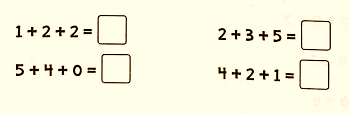 1 + 2 + 2 = 
2 + 3 + 5 = 
5 + 4 + 0 = 
4 + 2 + 1 =